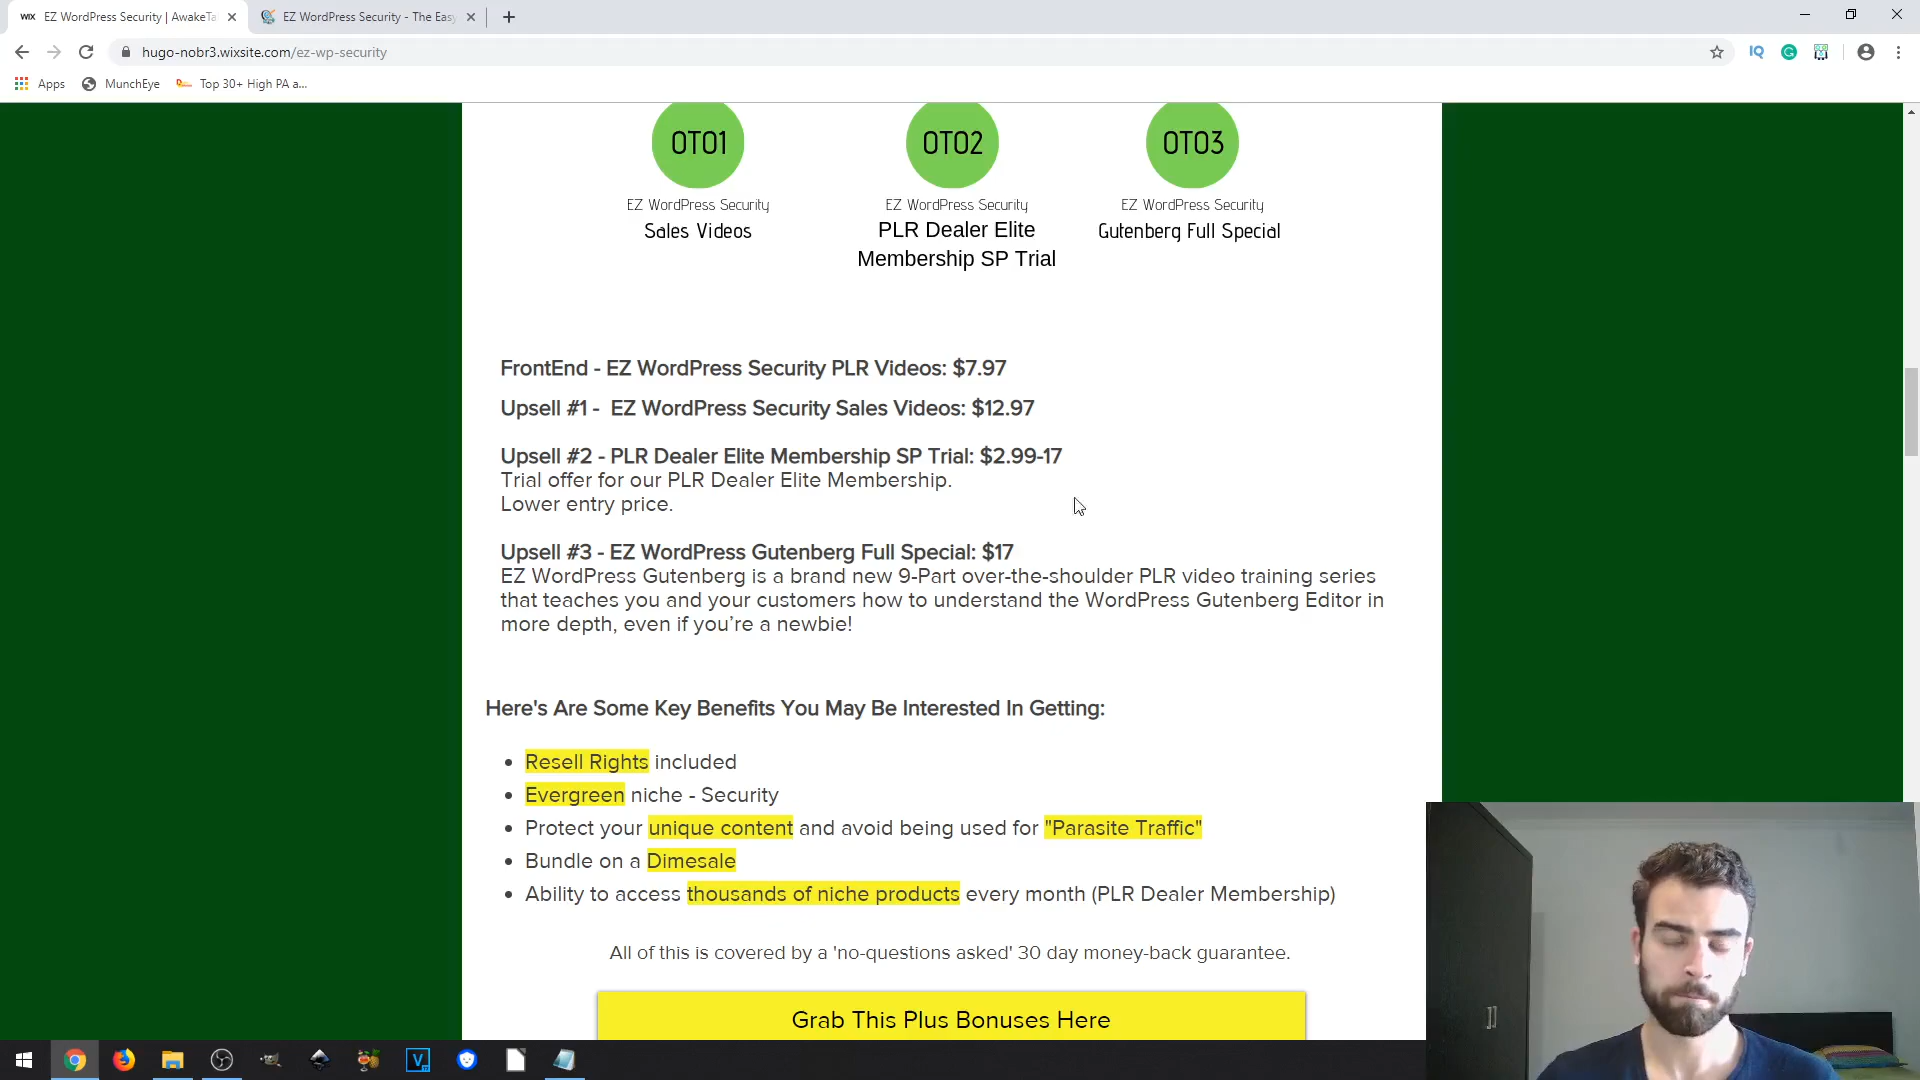 EZ WordPress Security | AwakeTa
EZ WordPress Security - The Easy
hugo-nobr3.wixsite.com/ez-wp-security
Apps
MunchEye
Top 30+ High PA a...
OTO1
OTO2
OTO3
EZ WordPress Security
Sales Videos
EZ WordPress Security
PLR Dealer Elite
Membership SP Trial
EZ WordPress Security
Gutenberg Full Special
FrontEnd - EZ WordPress Security PLR Videos: $7.97
Upsell #1 - EZ WordPress Security Sales Videos: $12.97
Upsell #2 - PLR Dealer Elite Membership SP Trial: $2.99-17
Trial offer for our PLR Dealer Elite Membership.
Lower entry price.
Upsell #3 - EZ WordPress Gutenberg Full Special: $17
EZ WordPress Gutenberg is a brand new 9-Part over-the-shoulder PLR video training series
that teaches you and your customers how to understand the WordPress Gutenberg Editor in
more depth, even if you’re a newbie!
Here's Are Some Key Benefits You May Be Interested In Getting:
• Resell Rights included
• Evergreen niche - Security
• Protect your unique content and avoid being used for "Parasite Traffic"
• Bundle on a Dimesale
• Ability to access thousands of niche products every month (PLR Dealer Membership)
All of this is covered by a 'no-questions asked' 30 day money-back guarantee.
Grab This Plus Bonuses Here